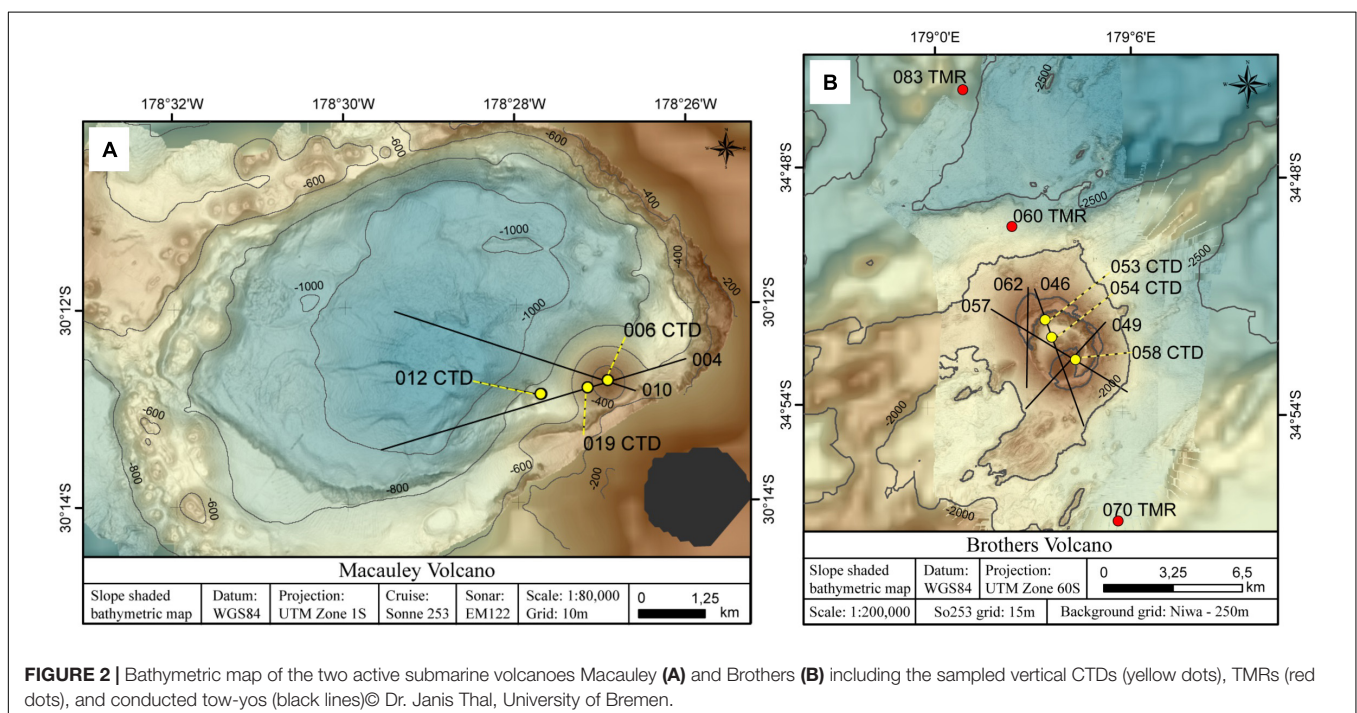 A
178°32'W
178°30'W
178°28'W
178°26'W
30°12'S
30°14'S
30°12'S
30°14'S
-600
-600
-600
-400
-400
-200
-1000
-1000
-1000
006 CTD
004
012 CTD
010
-400
019 CTD
-600
-200
-800
-600
-800
-600
Macauley Volcano
Slope shaded bathymetric map
Datum: WGS84
Projection: UTM Zone 1S
Cruise: Sonne 253
Sonar: EM122
Scale: 1:80,000
Grid: 10m
0 1,25
km
B
179°0'E
179°6'E
34°48'S
34°54'S
34°48'S
34°54'S
083 TMR
-2500
-2500
060 TMR
-2500
053 CTD
054 CTD
062 046
057
049
058 CTD
-2000
-2000
-2000
070 TMR
Brothers Volcano
Slope shaded bathymetric map
Datum: WGS84
Projection: UTM Zone 60S
0 3,25 6,5
km
Scale: 1:200,000
So253 grid: 15m
Background grid: Niwa - 250m
FIGURE 2 | Bathymetric map of the two active submarine volcanoes Macauley (A) and Brothers (B) including the sampled vertical CTDs (yellow dots), TMRs (red
dots), and conducted tow-yos (black lines)© Dr. Janis Thal, University of Bremen.